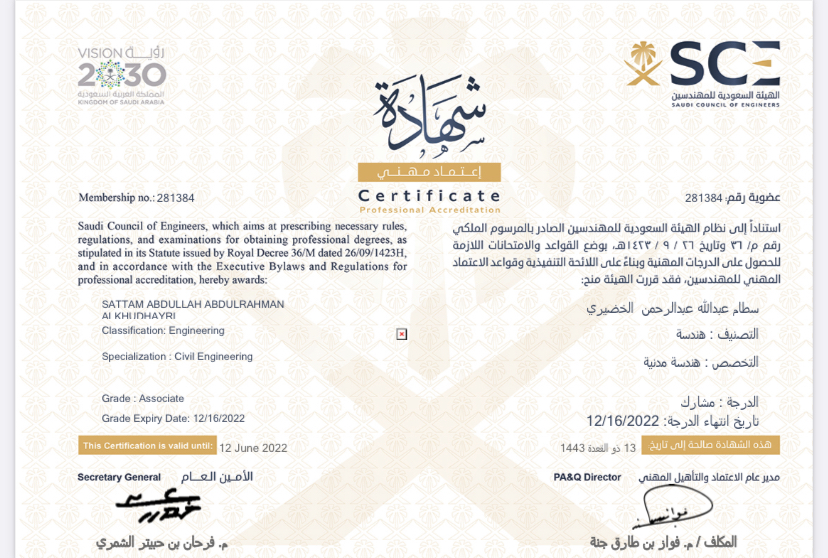 VISION رؤيـــة
2030
المملكة العربية السعودية
KINGDOM OF SAUDI ARABIA
SCE
الهيئة السعودية للمهندسين
SAUDI COUNCIL OF ENGINEERS
شهادة
إعـتـمـاد مـهـنـي
Certificate
Professional Accreditation
Membership no.: 281384
عضوية رقم: 281384
Saudi Council of Engineers, which aims at prescribing necessary rules,
regulations, and examinations for obtaining professional degrees, as
stipulated in its Statute issued by Royal Decree 36/M dated 26/09/1423H,
and in accordance with the Executive Bylaws and Regulations for
professional accreditation, hereby awards:
استناداً إلى نظام الهيئة السعودية للمهندسين الصادر بالمرسوم الملكي
رقم م/ ٣٦ وتاريخ ٢٦ / ٩ / ١٤٢٣هـ، بوضع القواعد والامتحانات اللازمة
للحصول على الدرجات المهنية وبناءً على اللائحة التنفيذية وقواعد الاعتماد
المهني للمهندسين، فقد قررت الهيئة منح:
SATTAM ABDULLAH ABDULRAHMAN
ALKHUDHAYRI
Classification: Engineering
Specialization : Civil Engineering
Grade : Associate
Grade Expiry Date: 12/16/2022
سطام عبدالله عبدالرحمن الخضيري
التصنيف : هندسة
التخصص : هندسة مدنية
الدرجة : مشارك
تاريخ انتهاء الدرجة: 12/16/2022
This Certification is valid until: 12 June 2022
هذه الشهادة صالحة إلى تاريخ: 13 ذو القعدة 1443
Secretary General الأمـين العـــام
PA&Q Director مدير عام الاعتماد والتأهيل المهني
م. فرحان بن حبيتر الشمري
المكلف / م. فواز بن طارق جنة